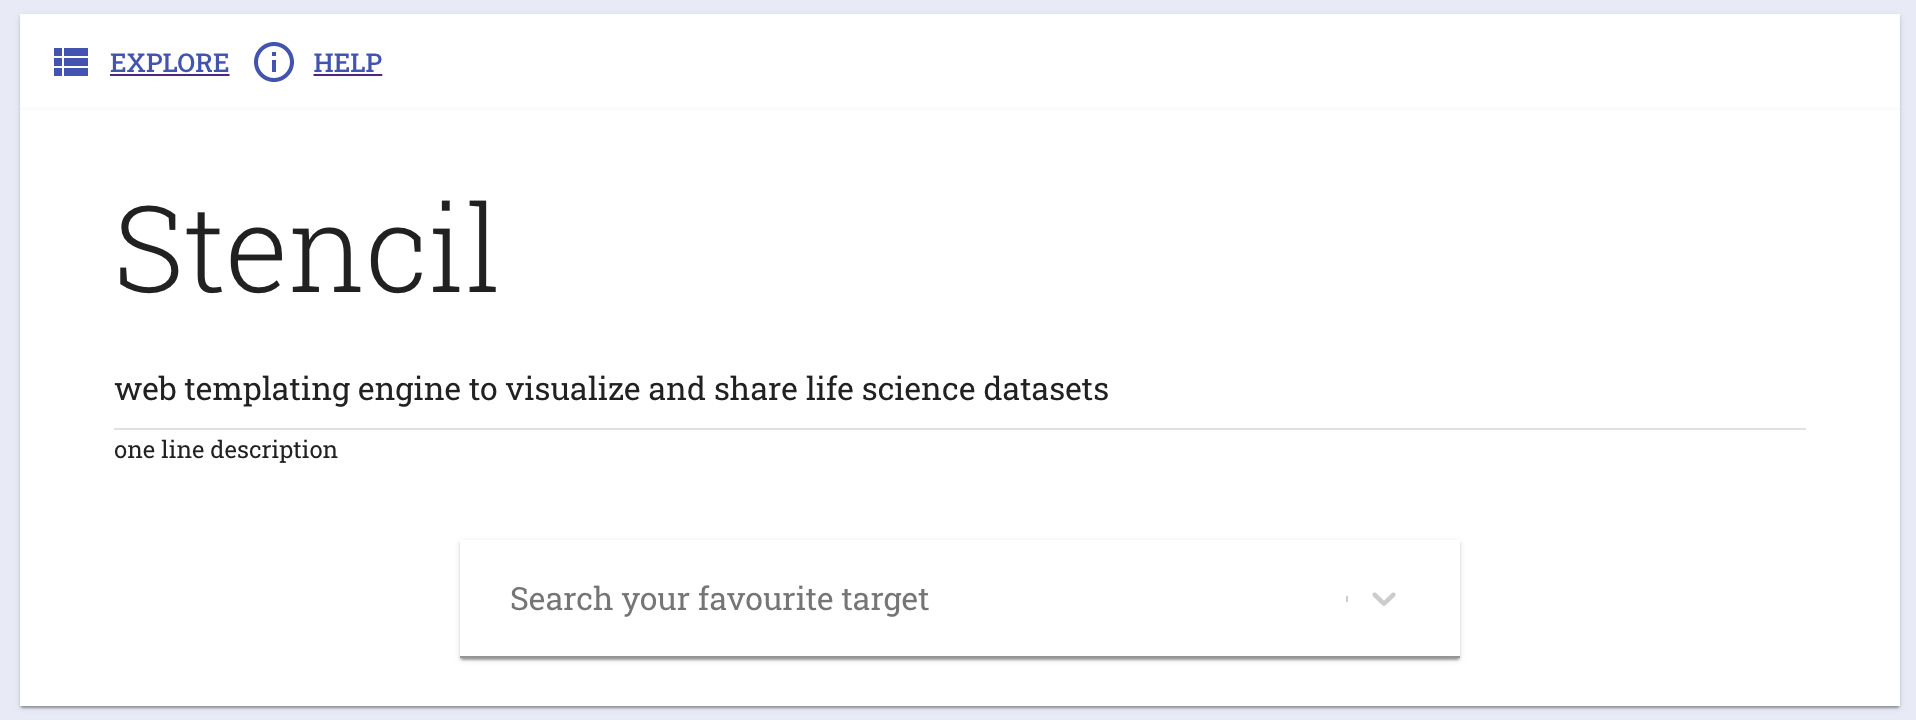 EXPLORE HELP
Stencil
web templating engine to visualize and share life science datasets
one line description
Search your favourite target